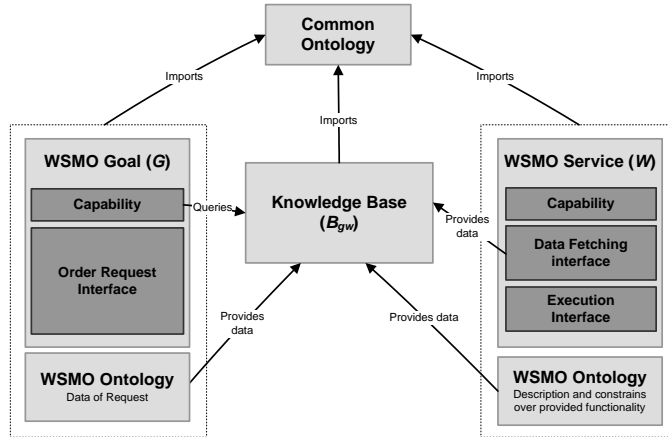 Common
Ontology
Imports
Imports
Imports
WSMO Goal (G)
Capability
Order Request
Interface
WSMO Ontology
Data of Request
Queries
Knowledge Base
(Bgw)
Provides
data
Provides
data
Provides data
WSMO Service (W)
Capability
Data Fetching
interface
Execution
Interface
WSMO Ontology
Description and constrains
over provided functionality